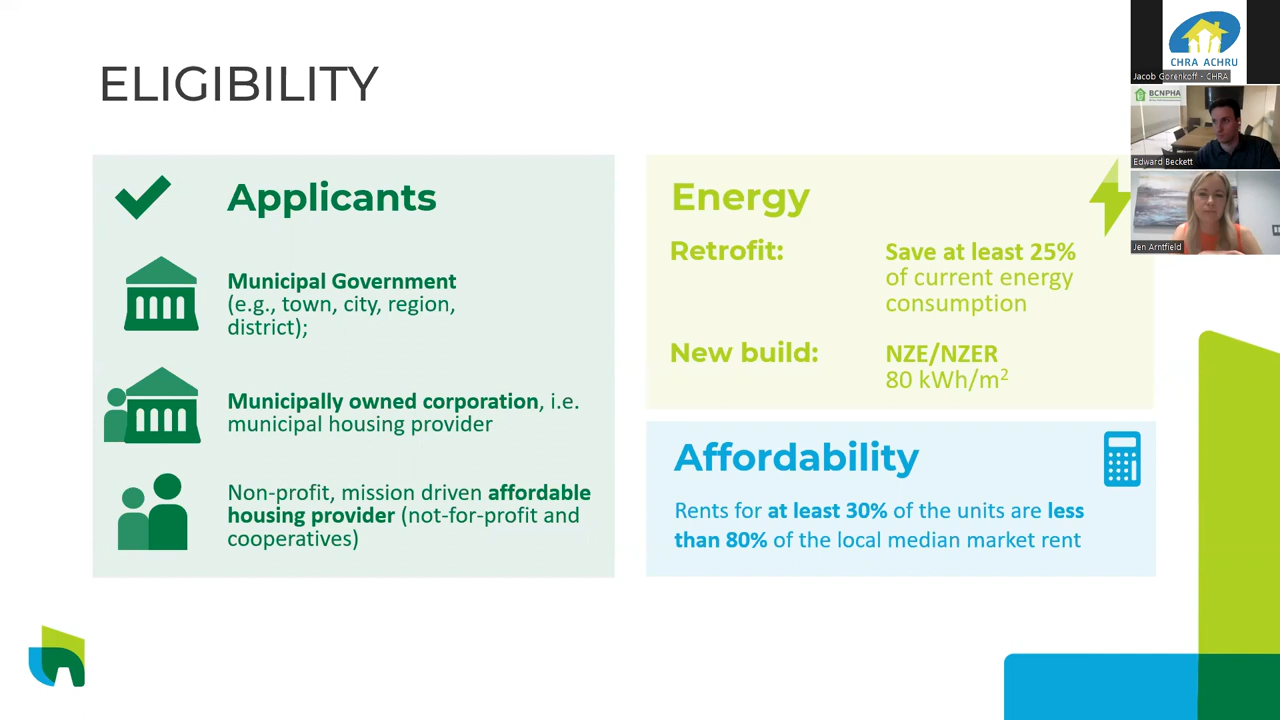 ELIGIBILITY
Applicants
Municipal Government
(e.g., town, city, region,
district);
Municipally owned corporation, i.e.
municipal housing provider
Non-profit, mission driven affordable
housing provider (not-for-profit and
cooperatives)
Energy
Retrofit:
Save at least 25%
of current energy
consumption
New build:
NZE/NZER
80 kWh/m²
Affordability
Rents for at least 30% of the units are less
than 80% of the local median market rent
CHRA ACHRU
Jacob Gorenkoff - CHRA
BCNPHA
Edward Beckett
Jen Arntfield